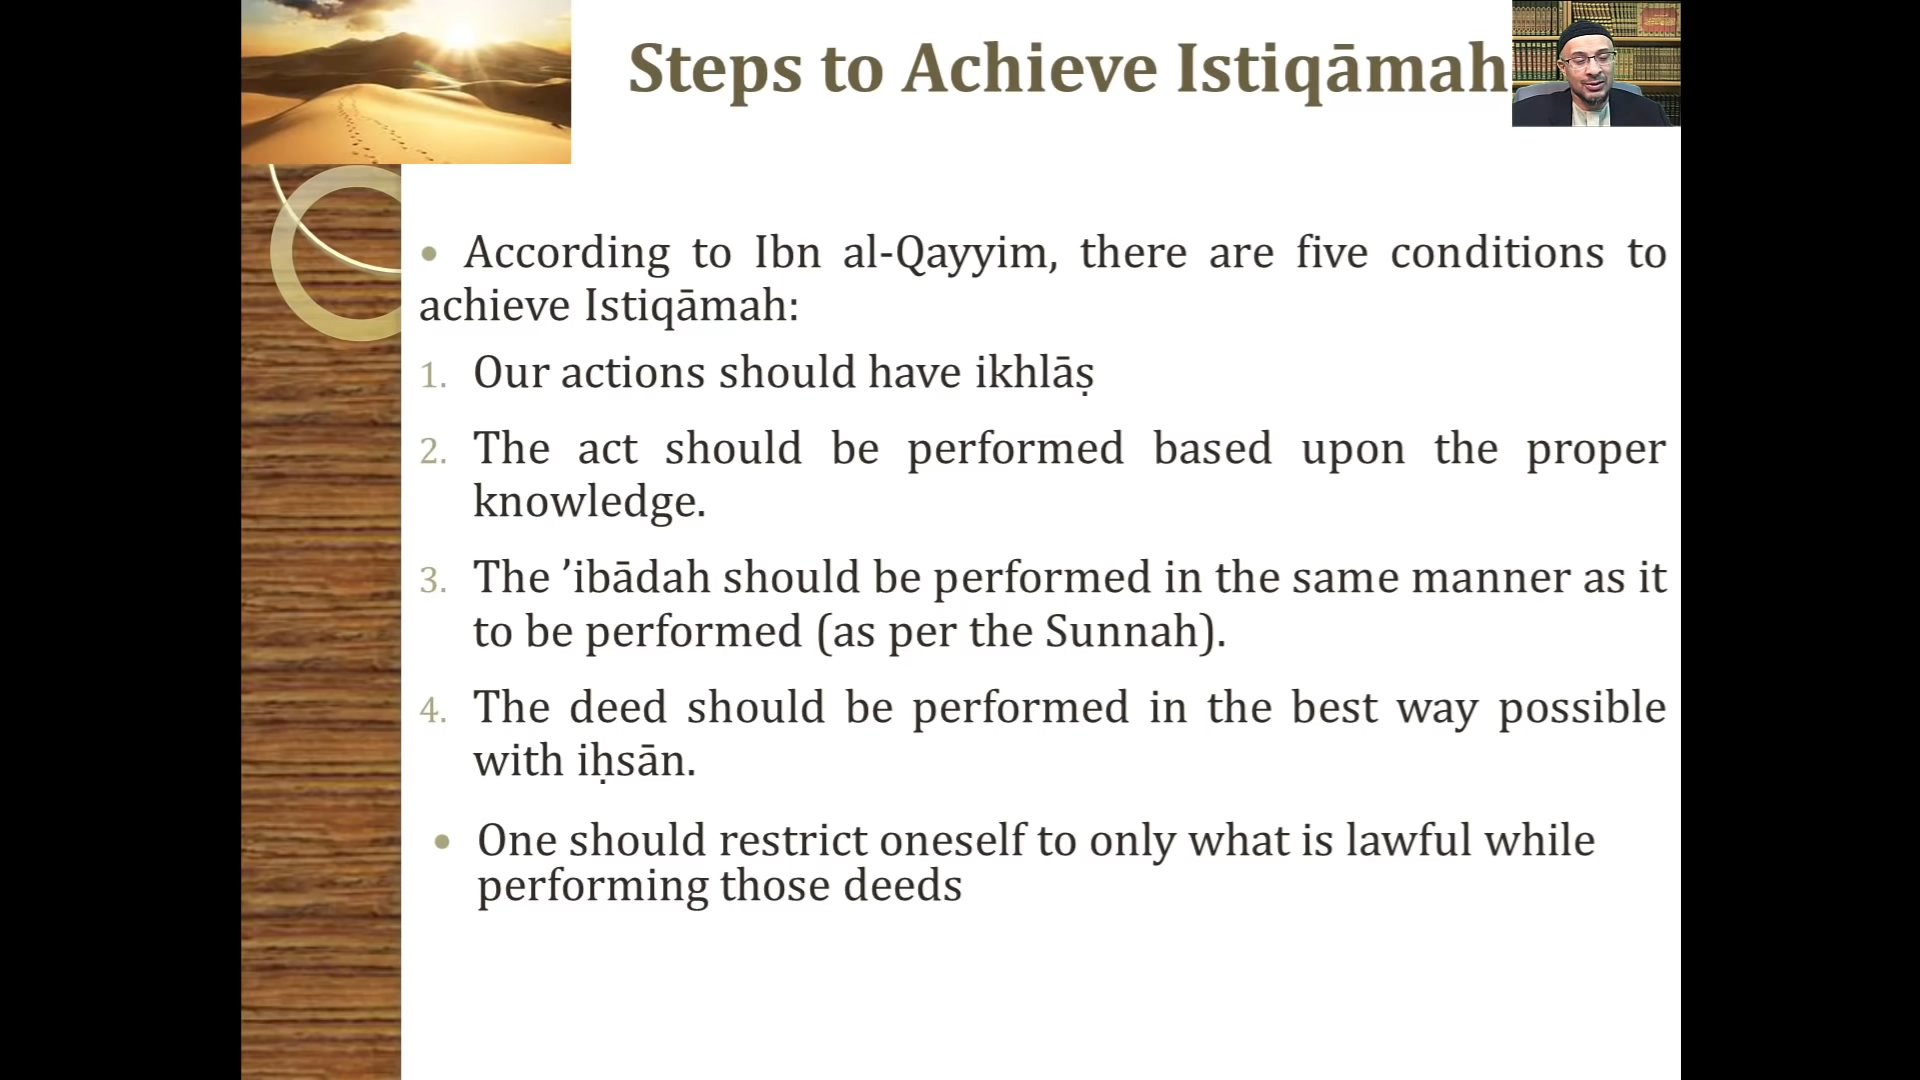 Steps to Achieve Istiqāmah
• According to Ibn al-Qayyim, there are five conditions to
achieve Istiqāmah:
1. Our actions should have ikhlāṣ
2. The act should be performed based upon the proper
knowledge.
3. The ’ibādah should be performed in the same manner as it
to be performed (as per the Sunnah).
4. The deed should be performed in the best way possible
with iḥsān.
• One should restrict oneself to only what is lawful while
performing those deeds